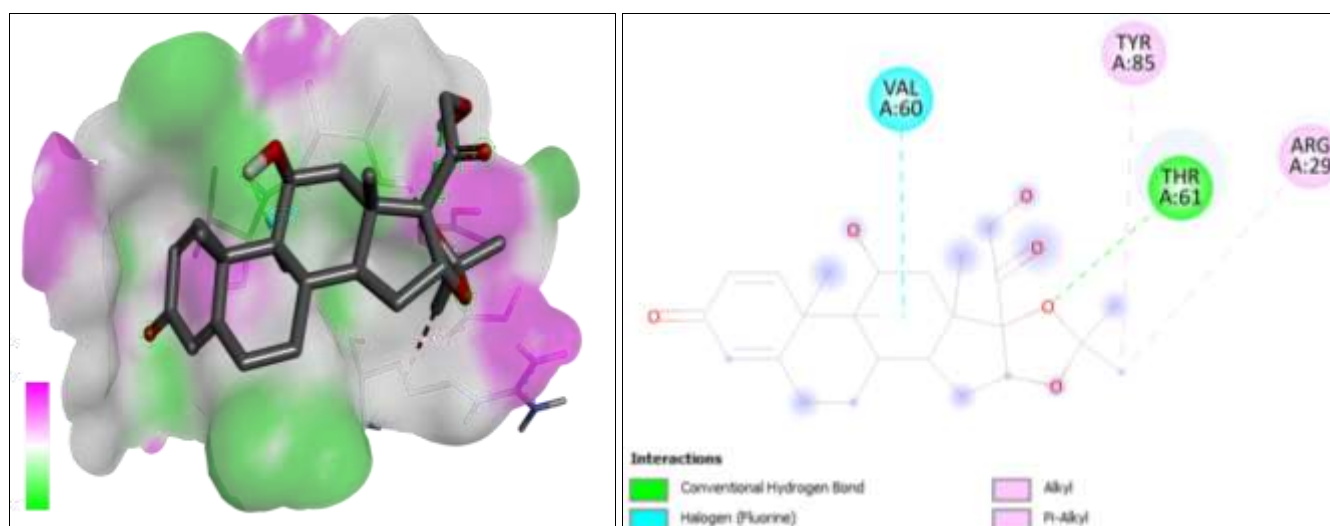 VAL
A:60
TYR
A:85
THR
A:61
ARG
A:29
O
O
O
O
O
O
Interactions
Conventional Hydrogen Bond
Halogen (Fluorine)
Alkyl
Pi-Alkyl